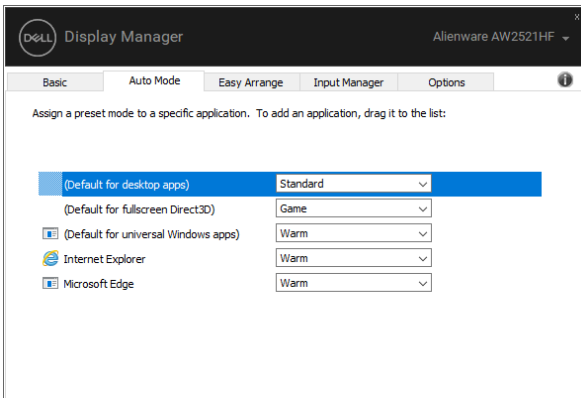 DELL Display Manager Alienware AW2521HF
Basic Auto Mode Easy Arrange Input Manager Options
Assign a preset mode to a specific application. To add an application, drag it to the list:
(Default for desktop apps) Standard
(Default for fullscreen Direct3D) Game
(Default for universal Windows apps) Warm
Internet Explorer Warm
Microsoft Edge Warm